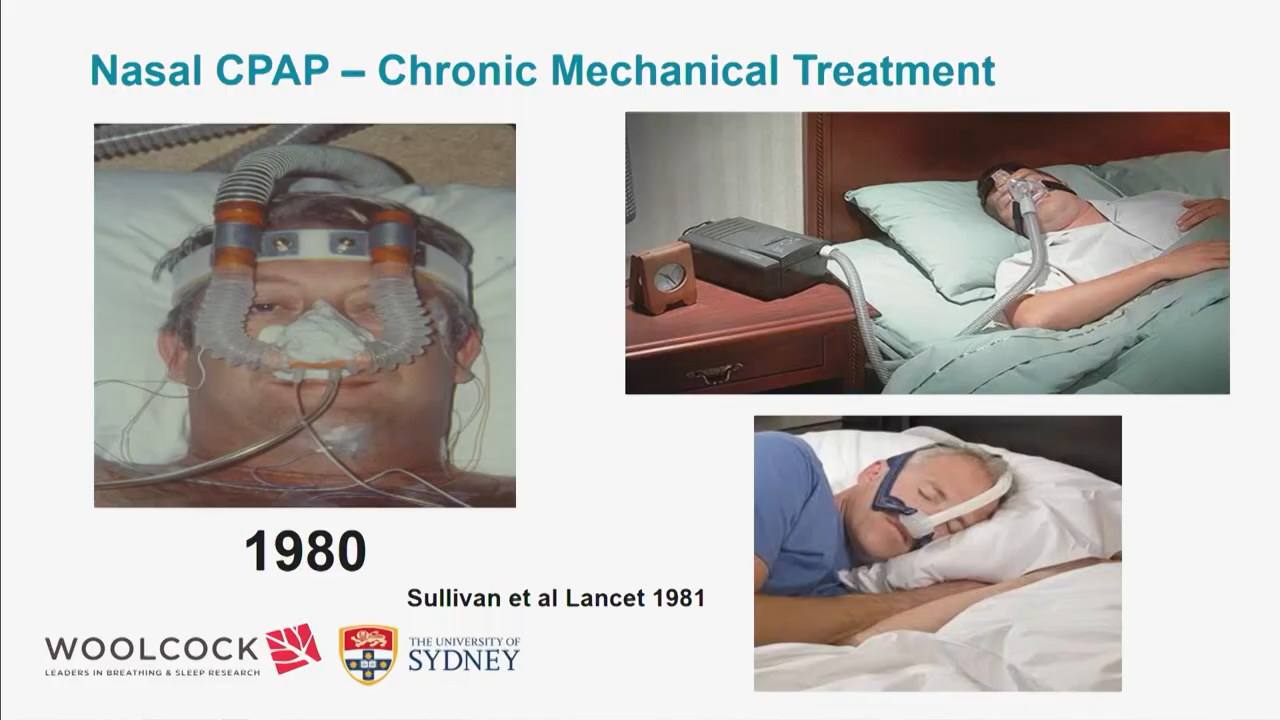 Nasal CPAP – Chronic Mechanical Treatment
1980
Sullivan et al Lancet 1981
WOOLCOCK
LEADERS IN BREATHING & SLEEP RESEARCH
THE UNIVERSITY OF
SYDNEY